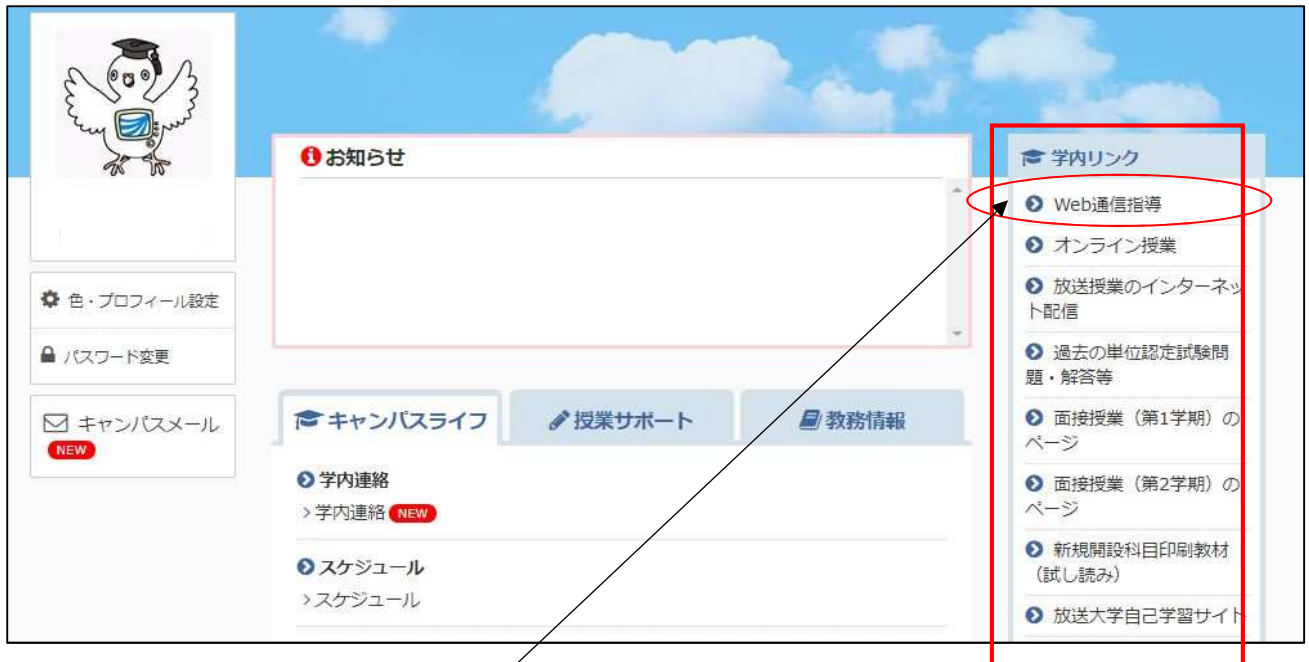 色・プロフィール設定
パスワード変更
キャンパスメール
NEW
お知らせ
キャンパスライフ
授業サポート
教務情報
学内連絡
>学内連絡 NEW
スケジュール
>スケジュール
学内リンク
Web通信指導
オンライン授業
放送授業のインターネッ
ト配信
過去の単位認定試験問
題・解答等
面接授業（第1学期）の
ページ
面接授業（第2学期）の
ページ
新規開設科目印刷教材
（試し読み）
放送大学自己学習サイト